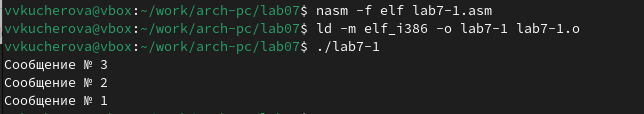 vvkucherova@vbox:~/work/arch-pc/lab07$ nasm -f elf lab7-1.asm
vvkucherova@vbox:~/work/arch-pc/lab07$ ld -m elf_i386 -o lab7-1 lab7-1.o
vvkucherova@vbox:~/work/arch-pc/lab07$ ./lab7-1
Сообщение № 3
Сообщение № 2
Сообщение № 1